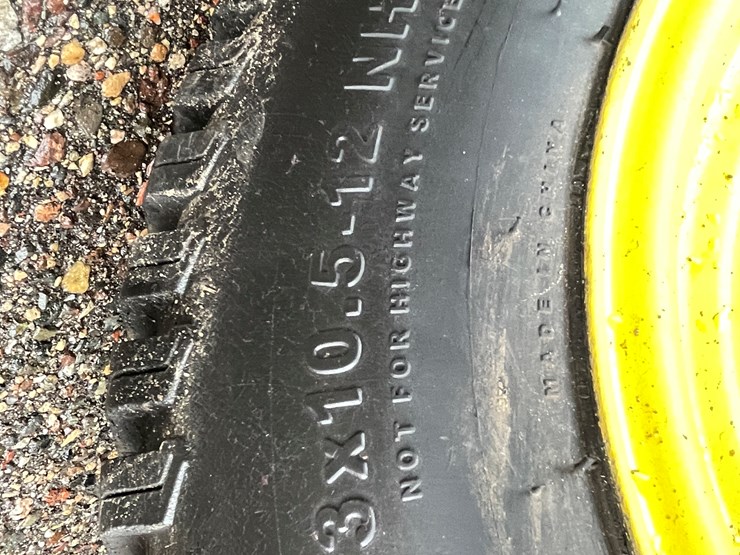 3x10.5-12 NH
NOT FOR HIGHWAY SERVICE
MADE IN CHINA